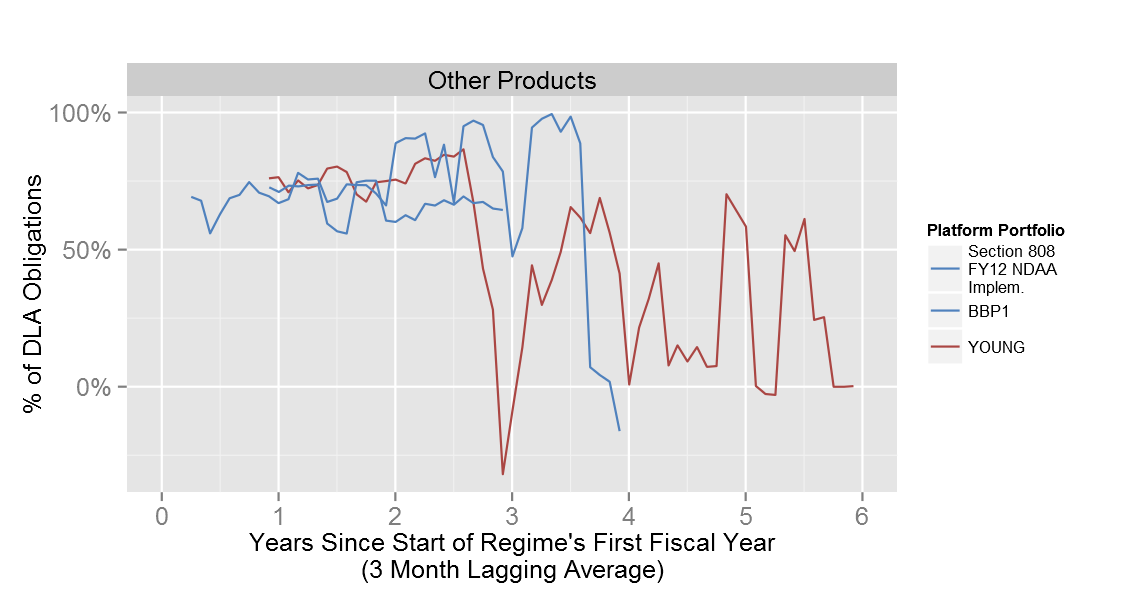 Other Products
100%
50%
0%
% of DLA Obligations
0 1 2 3 4 5 6
Years Since Start of Regime's First Fiscal Year
(3 Month Lagging Average)
Platform Portfolio
Section 808
FY12 NDAA
Implem.
BBP1
YOUNG